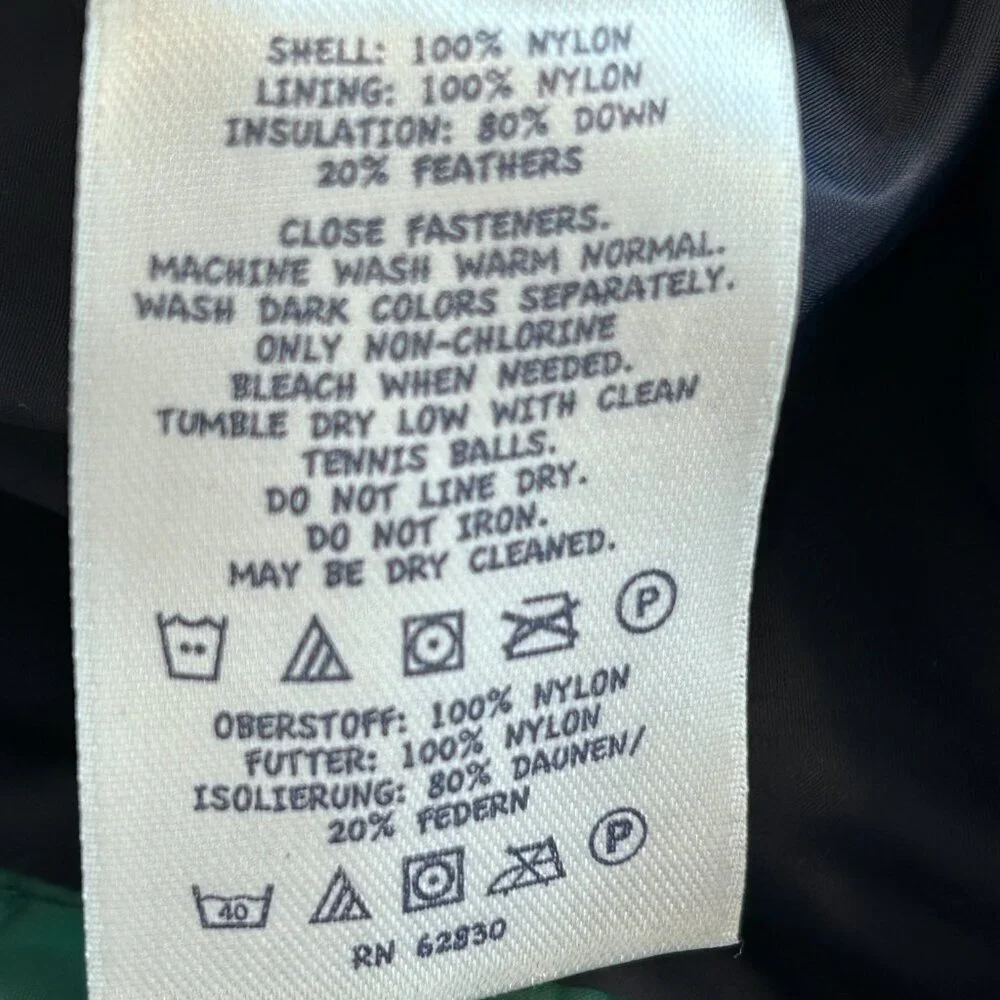 SHELL: 100% NYLON
LINING: 100% NYLON
INSULATION: 80% DOWN
20% FEATHERS
CLOSE FASTENERS.
MACHINE WASH WARM NORMAL.
WASH DARK COLORS SEPARATELY.
ONLY NON-CHLORINE
BLEACH WHEN NEEDED.
TUMBLE DRY LOW WITH CLEAN
TENNIS BALLS.
DO NOT LINE DRY.
DO NOT IRON.
MAY BE DRY CLEANED.
P
OBERSTOFF: 100% NYLON
FUTTER: 100% NYLON
ISOLIERUNG: 80% DAUNEN/
20% FEDERN
40 P
RN 62830